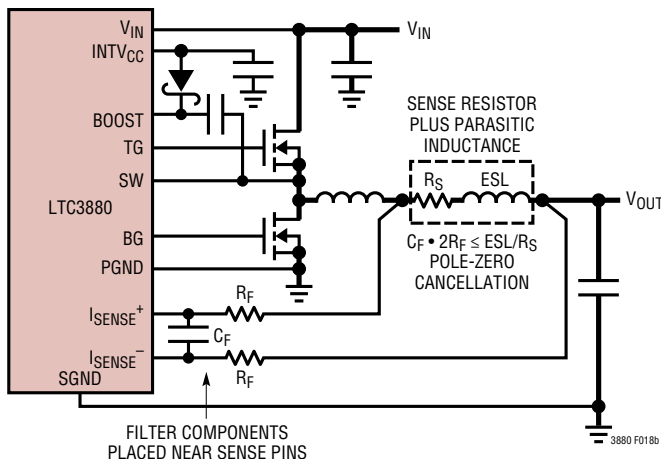 V_IN
V_IN
INTV_CC
BOOST
TG
SW
LTC3880
BG
PGND
I_SENSE^+
I_SENSE^−
SGND
SENSE RESISTOR
PLUS PARASITIC
INDUCTANCE
R_S
ESL
V_OUT
C_F • 2R_F ≤ ESL/R_S
POLE-ZERO
CANCELLATION
R_F
C_F
R_F
FILTER COMPONENTS
PLACED NEAR SENSE PINS
3880 F018b